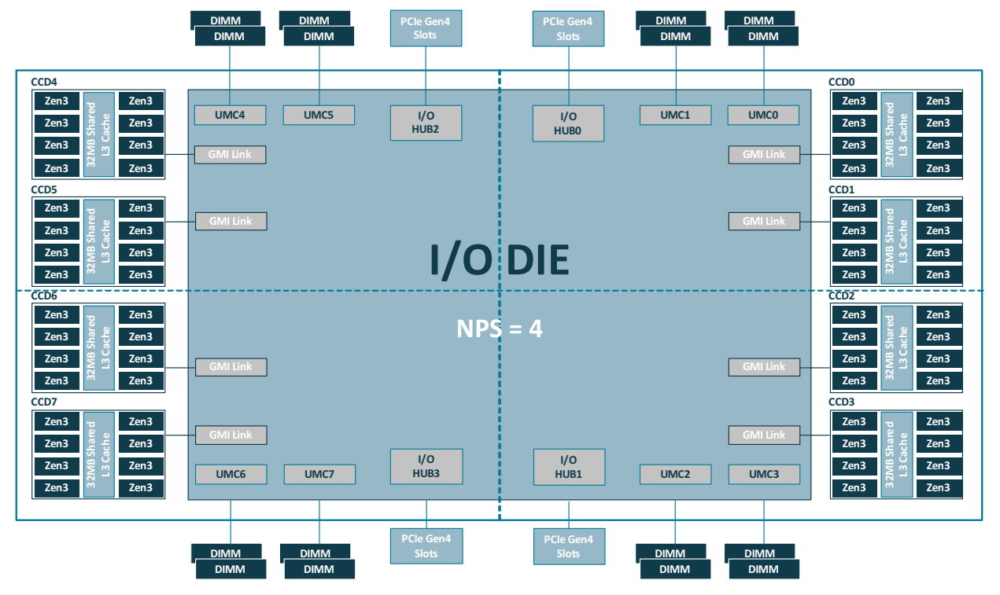 DIMM
DIMM
DIMM
DIMM
PCIe Gen4
Slots
PCIe Gen4
Slots
DIMM
DIMM
DIMM
DIMM
CCD4
Zen3
Zen3
Zen3
Zen3
32MB Shared
L3 Cache
Zen3
Zen3
Zen3
Zen3
CCD5
Zen3
Zen3
Zen3
Zen3
32MB Shared
L3 Cache
Zen3
Zen3
Zen3
Zen3
CCD6
Zen3
Zen3
Zen3
Zen3
32MB Shared
L3 Cache
Zen3
Zen3
Zen3
Zen3
CCD7
Zen3
Zen3
Zen3
Zen3
32MB Shared
L3 Cache
Zen3
Zen3
Zen3
Zen3
UMC4
UMC5
I/O
HUB2
I/O
HUB0
UMC1
UMC0
GMI Link
GMI Link
GMI Link
GMI Link
I/O DIE
NPS = 4
GMI Link
GMI Link
GMI Link
GMI Link
UMC6
UMC7
I/O
HUB3
I/O
HUB1
UMC2
UMC3
CCD0
Zen3
Zen3
Zen3
Zen3
32MB Shared
L3 Cache
Zen3
Zen3
Zen3
Zen3
CCD1
Zen3
Zen3
Zen3
Zen3
32MB Shared
L3 Cache
Zen3
Zen3
Zen3
Zen3
CCD2
Zen3
Zen3
Zen3
Zen3
32MB Shared
L3 Cache
Zen3
Zen3
Zen3
Zen3
CCD3
Zen3
Zen3
Zen3
Zen3
32MB Shared
L3 Cache
Zen3
Zen3
Zen3
Zen3
DIMM
DIMM
DIMM
DIMM
PCIe Gen4
Slots
PCIe Gen4
Slots
DIMM
DIMM
DIMM
DIMM